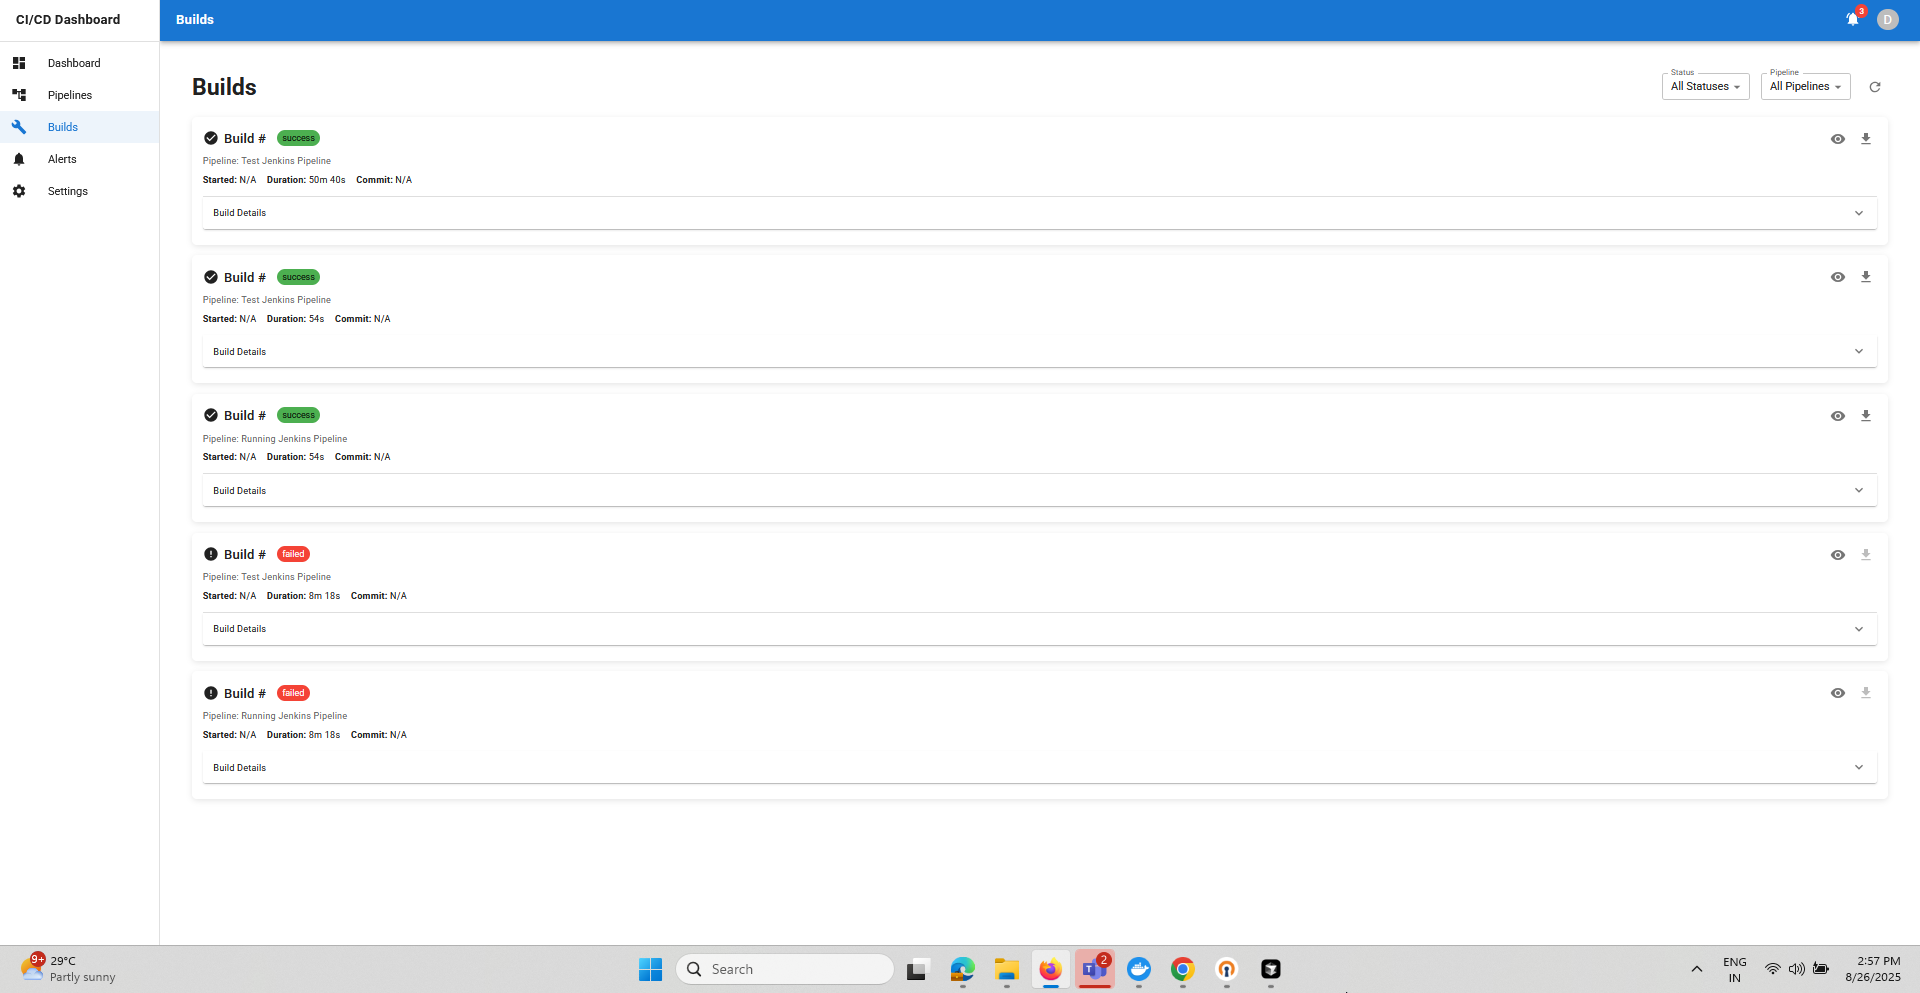 CI/CD Dashboard
Builds
3
D
Dashboard
Pipelines
Builds
Alerts
Settings
Builds
Status
All Statuses
Pipeline
All Pipelines
Build # success
Pipeline: Test Jenkins Pipeline
Started: N/A Duration: 50m 40s Commit: N/A
Build Details
Build # success
Pipeline: Test Jenkins Pipeline
Started: N/A Duration: 54s Commit: N/A
Build Details
Build # success
Pipeline: Running Jenkins Pipeline
Started: N/A Duration: 54s Commit: N/A
Build Details
Build # failed
Pipeline: Test Jenkins Pipeline
Started: N/A Duration: 8m 18s Commit: N/A
Build Details
Build # failed
Pipeline: Running Jenkins Pipeline
Started: N/A Duration: 8m 18s Commit: N/A
Build Details
9+
29°C
Partly sunny
Search
T
2
ENG
IN
2:57 PM
8/26/2025